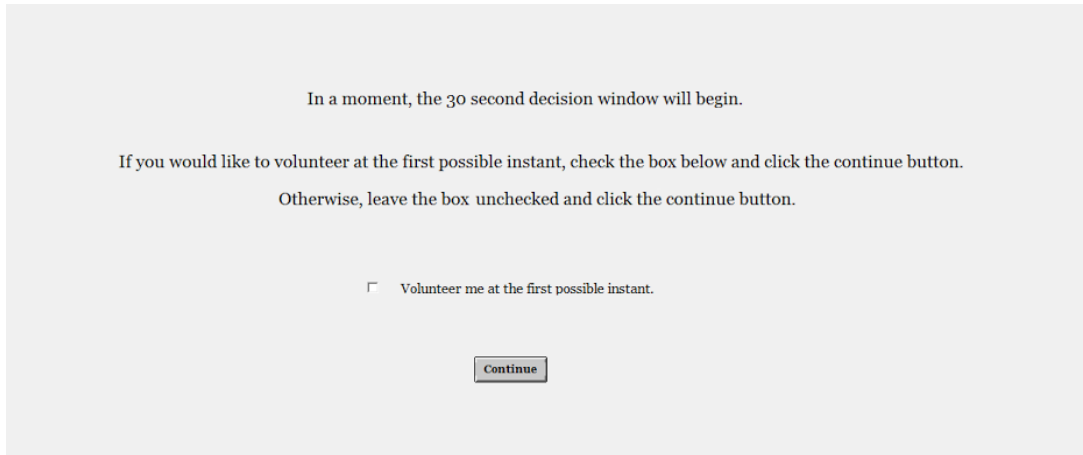 In a moment, the 30 second decision window will begin.
If you would like to volunteer at the first possible instant, check the box below and click the continue button.
Otherwise, leave the box unchecked and click the continue button.
Volunteer me at the first possible instant.
Continue